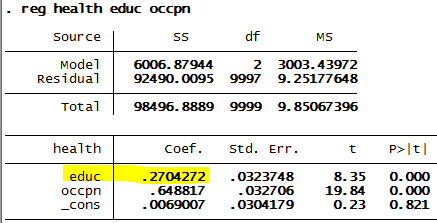 . reg health educ occpn
Source SS df MS
Model 6006.87944 2 3003.43972
Residual 92490.0095 9997 9.25177648
Total 98496.8889 9999 9.85067396
health Coef. Std. Err. t P>|t|
educ .2704272 .0323748 8.35 0.000
occpn .648817 .032706 19.84 0.000
_cons .0069007 .0304179 0.23 0.821